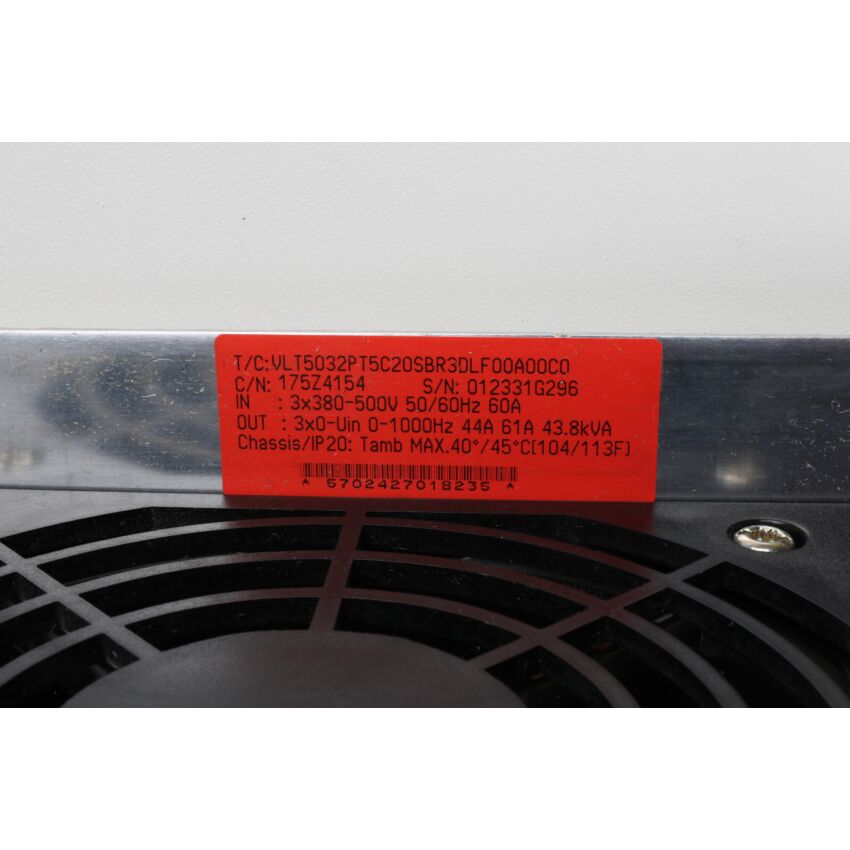 T/C:VLT5032PT5C20SBR3DLF00A00C0
C/N: 175Z4154 S/N: 012331G296
IN : 3x380-500V 50/60Hz 60A
OUT : 3x0-Uin 0-1000Hz 44A 61A 43.8kVA
Chassis/IP20: Tamb MAX.40°/45°C(104/113F)
* 5702427018235 *